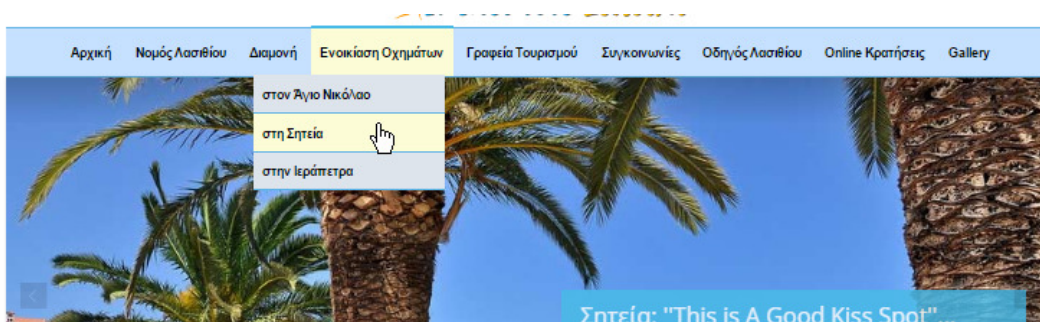 Αρχική Νομός Λασιθίου Διαμονή Ενοικίαση Οχημάτων Γραφεία Τουρισμού Συγκοινωνίες Οδηγός Λασιθίου Online Κρατήσεις Gallery
στον Άγιο Νικόλαο
στη Σητεία
στην Ιεράπετρα
Σητεία: "This is A Good Kiss Spot"